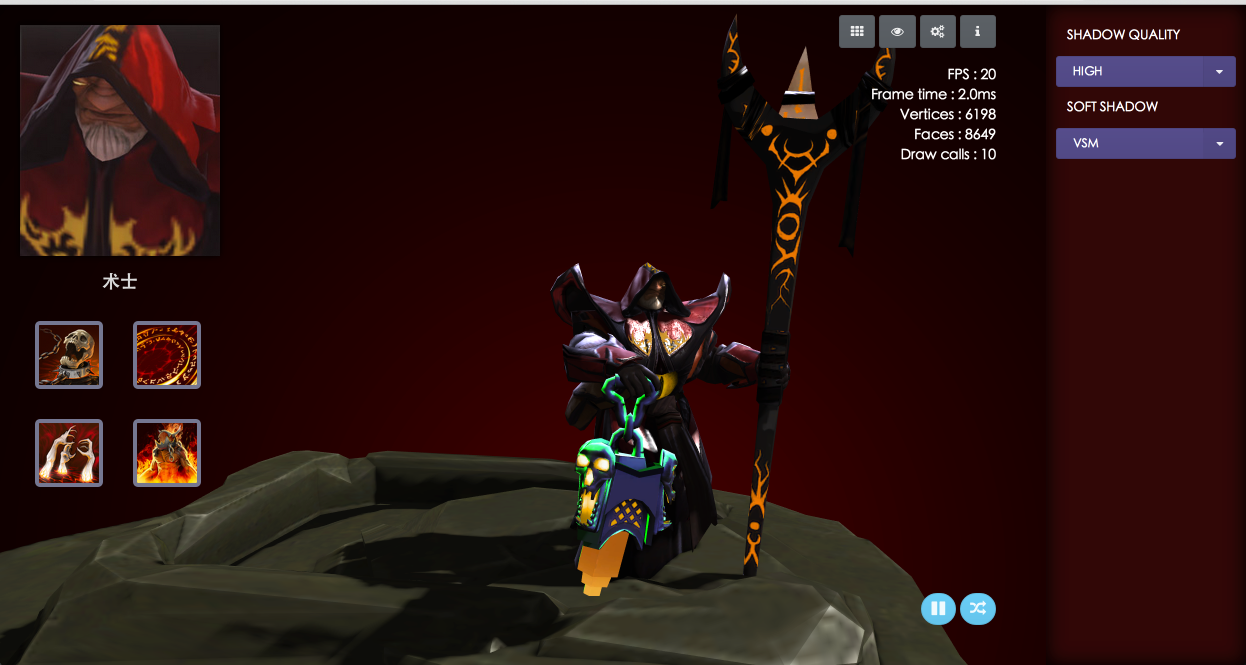 FPS : 20
Frame time : 2.0ms
Vertices : 6198
Faces : 8649
Draw calls : 10
术士
SHADOW QUALITY
HIGH
SOFT SHADOW
VSM